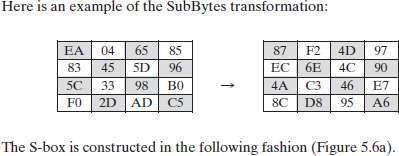 Here is an example of the SubBytes transformation:
EA 04 65 85 87 F2 4D 97
83 45 5D 96 EC 6E 4C 90
5C 33 98 B0 → 4A C3 46 E7
F0 2D AD C5 8C D8 95 A6
The S-box is constructed in the following fashion (Figure 5.6a).